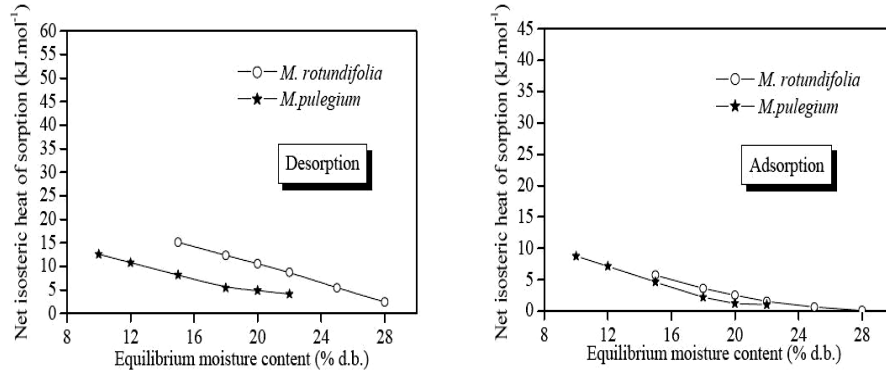 Net isosteric heat of sorption (kJ.mol⁻¹)
60
55
50
45
40
35
30
25
20
15
10
5
0
M. rotundifolia
M.pulegium
Desorption
8 12 16 20 24 28
Equilibrium moisture content (% d.b.)
Net isosteric heat of sorption (kJ.mol⁻¹)
45
40
35
30
25
20
15
10
5
0
M. rotundifolia
M.pulegium
Adsorption
8 12 16 20 24 28
Equilibrium moisture content (% d.b.)